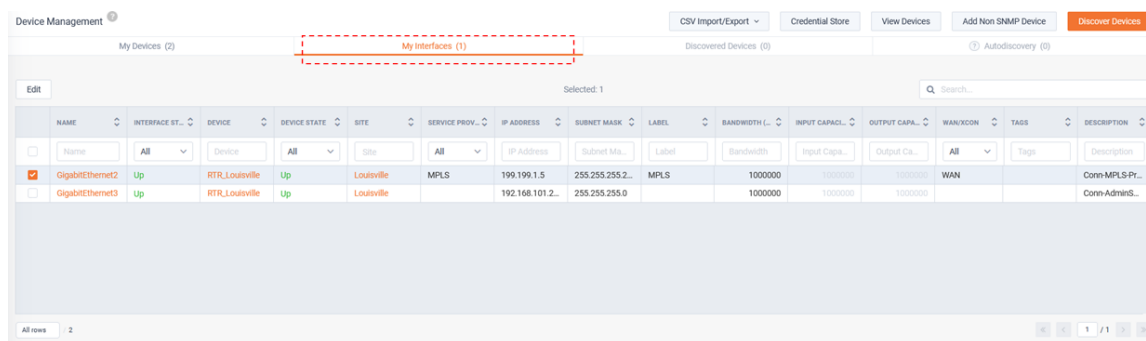 Device Management ?
CSV Import/Export
Credential Store
View Devices
Add Non SNMP Device
Discover Devices
My Devices (2)
My Interfaces (1)
Discovered Devices (0)
? Autodiscovery (0)
Edit
Selected: 1
Search...
NAME INTERFACE ST... DEVICE DEVICE STATE SITE SERVICE PROV... IP ADDRESS SUBNET MASK LABEL BANDWIDTH (... INPUT CAPACI... OUTPUT CAPA... WAN/XCON TAGS DESCRIPTION
Name All Device All Site All IP Address Subnet Ma... Label Bandwidth Input Capa... Output Ca... All Tags Description
GigabitEthernet2 Up RTR_Louisville Up Louisville MPLS 199.199.1.5 255.255.255.2... MPLS 1000000 1000000 1000000 WAN Conn-MPLS-Pr...
GigabitEthernet3 Up RTR_Louisville Up Louisville 192.168.101.2... 255.255.255.0 1000000 1000000 1000000 Conn-AdminS...
All rows / 2
1 / 1